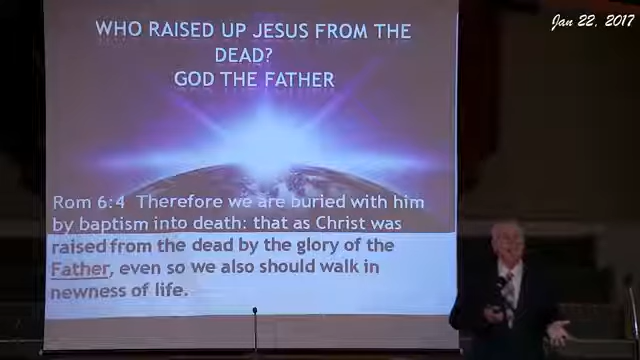 Jan 22, 2017
WHO RAISED UP JESUS FROM THE
DEAD?
GOD THE FATHER
Rom 6:4 Therefore we are buried with him
by baptism into death: that as Christ was
raised from the dead by the glory of the
Father, even so we also should walk in
newness of life.